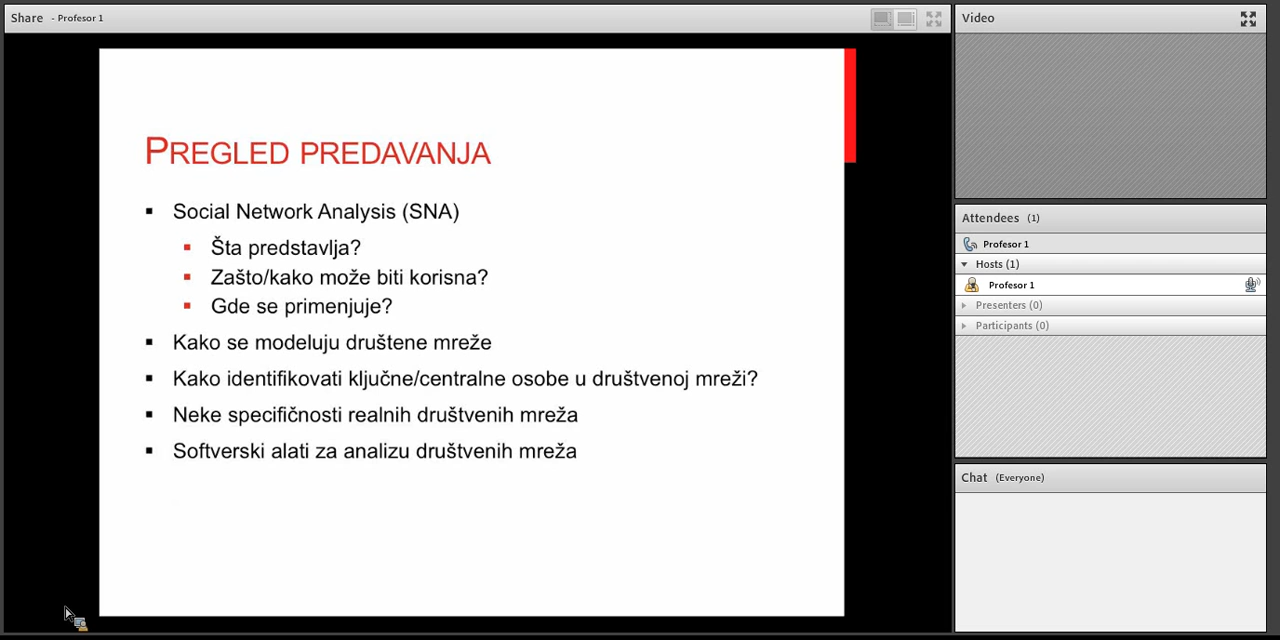 Share - Profesor 1
PREGLED PREDAVANJA
▪ Social Network Analysis (SNA)
▪ Šta predstavlja?
▪ Zašto/kako može biti korisna?
▪ Gde se primenjuje?
▪ Kako se modeluju društene mreže
▪ Kako identifikovati ključne/centralne osobe u društvenoj mreži?
▪ Neke specifičnosti realnih društvenih mreža
▪ Softverski alati za analizu društvenih mreža
Video
Attendees (1)
Profesor 1
Hosts (1)
Profesor 1
Presenters (0)
Participants (0)
Chat (Everyone)